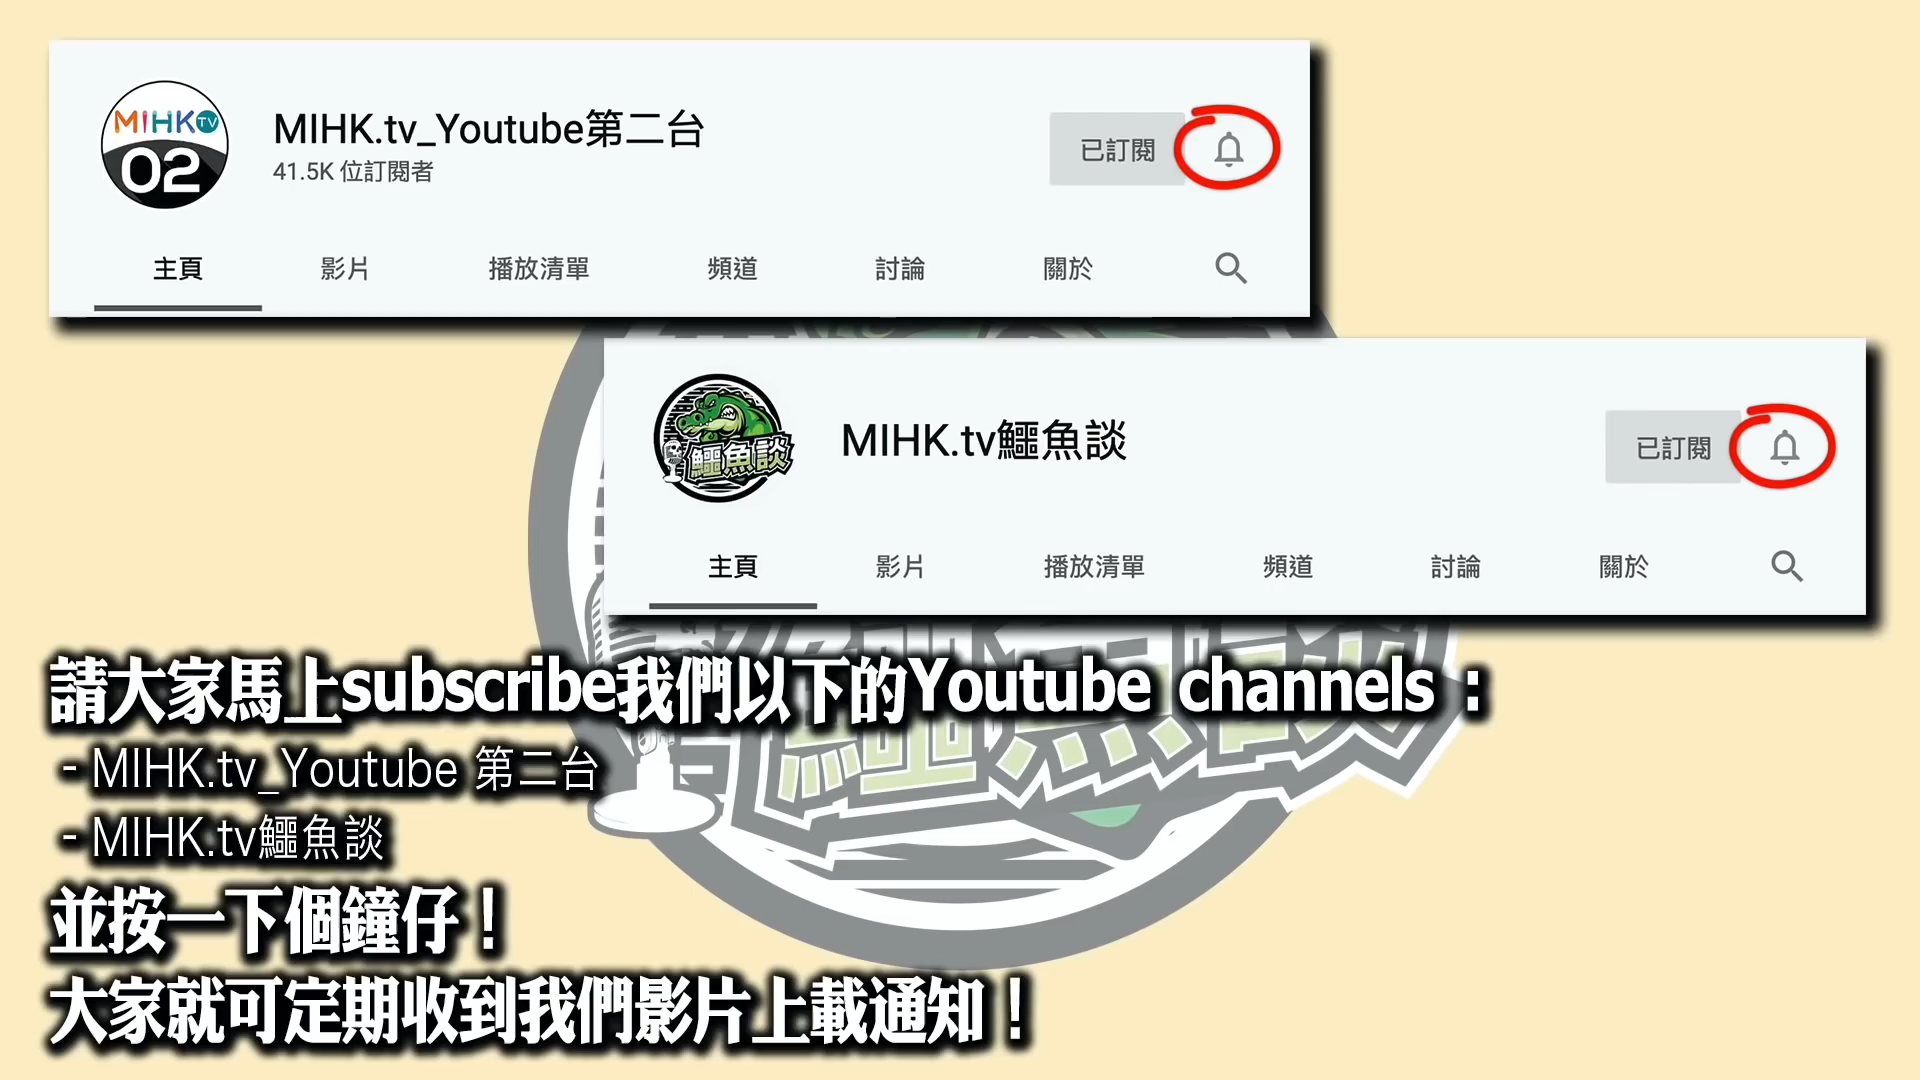 MIHK TV
02
MIHK.tv_Youtube第二台
41.5K 位訂閱者
已訂閱
主頁 影片 播放清單 頻道 討論 關於
鱷魚談
MIHK.tv鱷魚談
已訂閱
主頁 影片 播放清單 頻道 討論 關於
請大家馬上subscribe我們以下的Youtube channels：
- MIHK.tv_Youtube 第二台
- MIHK.tv鱷魚談
並按一下個鐘仔！
大家就可定期收到我們影片上載通知！
鱷魚談